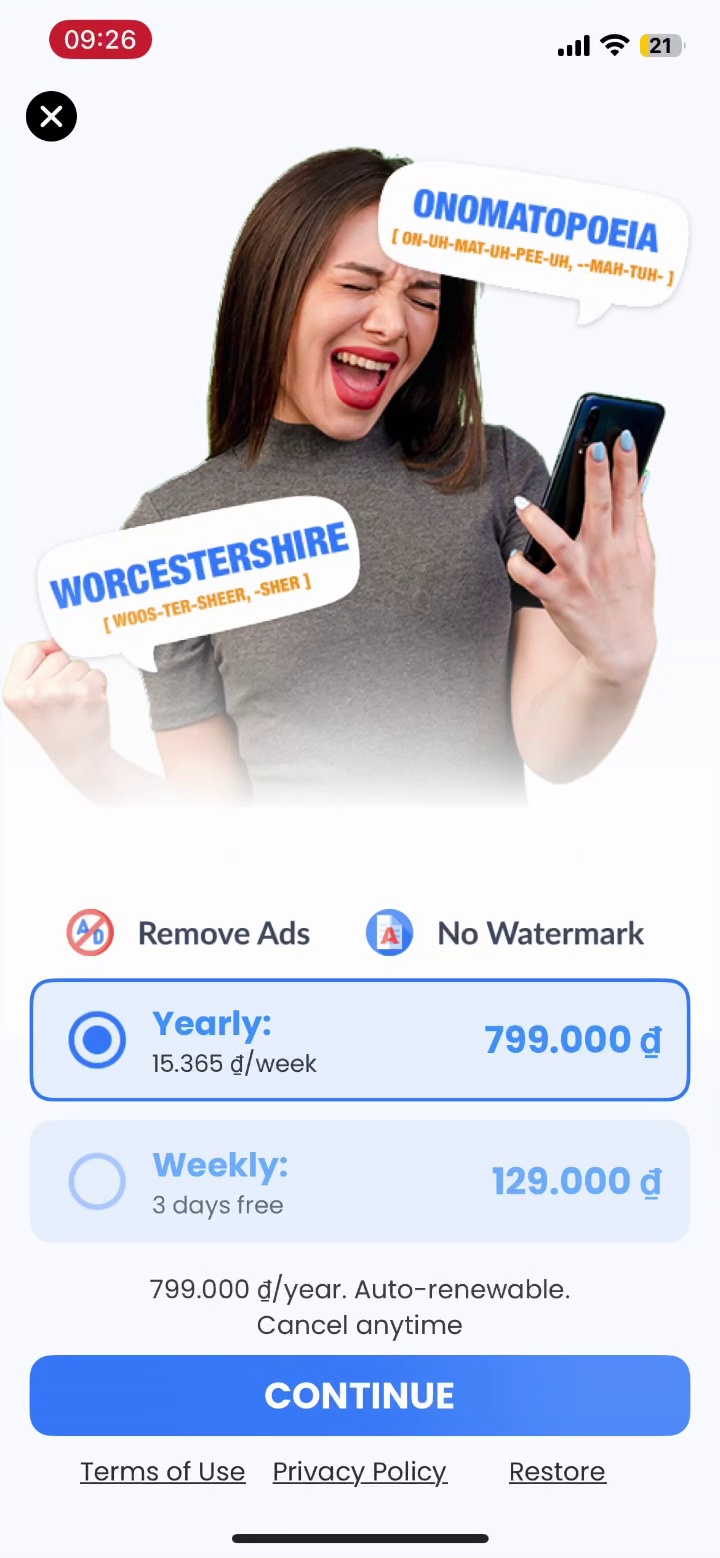 09:26
21
ONOMATOPOEIA
[ ON-UH-MAT-UH-PEE-UH, --MAH-TUH- ]
WORCESTERSHIRE
[ WOOS-TER-SHEER, -SHER ]
AD
Remove Ads
A
No Watermark
Yearly:
799.000 ₫
15.365 ₫/week
Weekly:
129.000 ₫
3 days free
799.000 ₫/year. Auto-renewable.
Cancel anytime
CONTINUE
Terms of Use
Privacy Policy
Restore